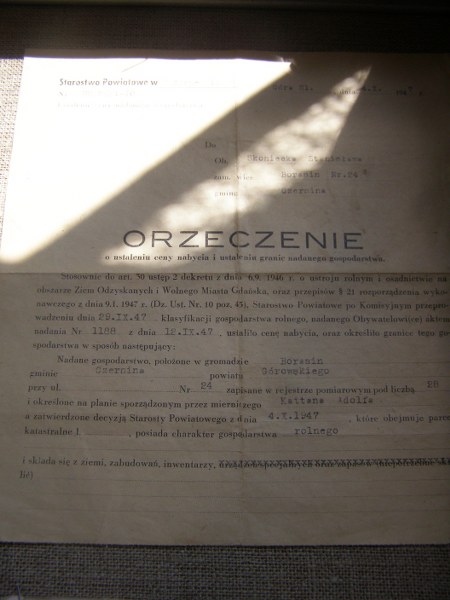 Starostwo Powiatowe w
Do
Ob. Skoniecka Stanisława
zam. wieś Borszin Nr.24
gmina Czernina
ORZECZENIE
o ustaleniu ceny nabycia i ustaleniu granic nadanego gospodarstwa.
Stosownie do art. 30 ustęp 2 dekretu z dnia 6.9. 1946 r. o ustroju rolnym i osadnictwie na
obszarze Ziem Odzyskanych i Wolnego Miasta Gdańska, oraz przepisów § 21 rozporządzenia wyko-
nawczego z dnia 9.I. 1947 r. (Dz. Ust. Nr 10 poz. 45), Starostwo Powiatowe po Komisyjnym przepro-
wadzeniu dnia 29.IX.47. klasyfikacji gospodarstwa rolnego, nadanego Obywatelowi(ce) aktem
nadania Nr 1188 z dnia 12.IX.47. ustaliło cenę nabycia, oraz określiło granice tego go-
spodarstwa w sposób następujący:
Nadane gospodarstwo, położone w gromadzie Borszin
gminie Czernina powiatu Górowskiego
przy ul. Nr 24 zapisane w rejestrze pomiarowym pod liczbą 28
i określone na planie sporządzonym przez mierniczego Kattana Adolfa
a zatwierdzone decyzją Starosty Powiatowego z dnia 4.X.1947, które obejmuje parce
katastralne l. , posiada charakter gospodarstwa rolnego
i składa się z ziemi, zabudowań, inwentarzy,
lić)